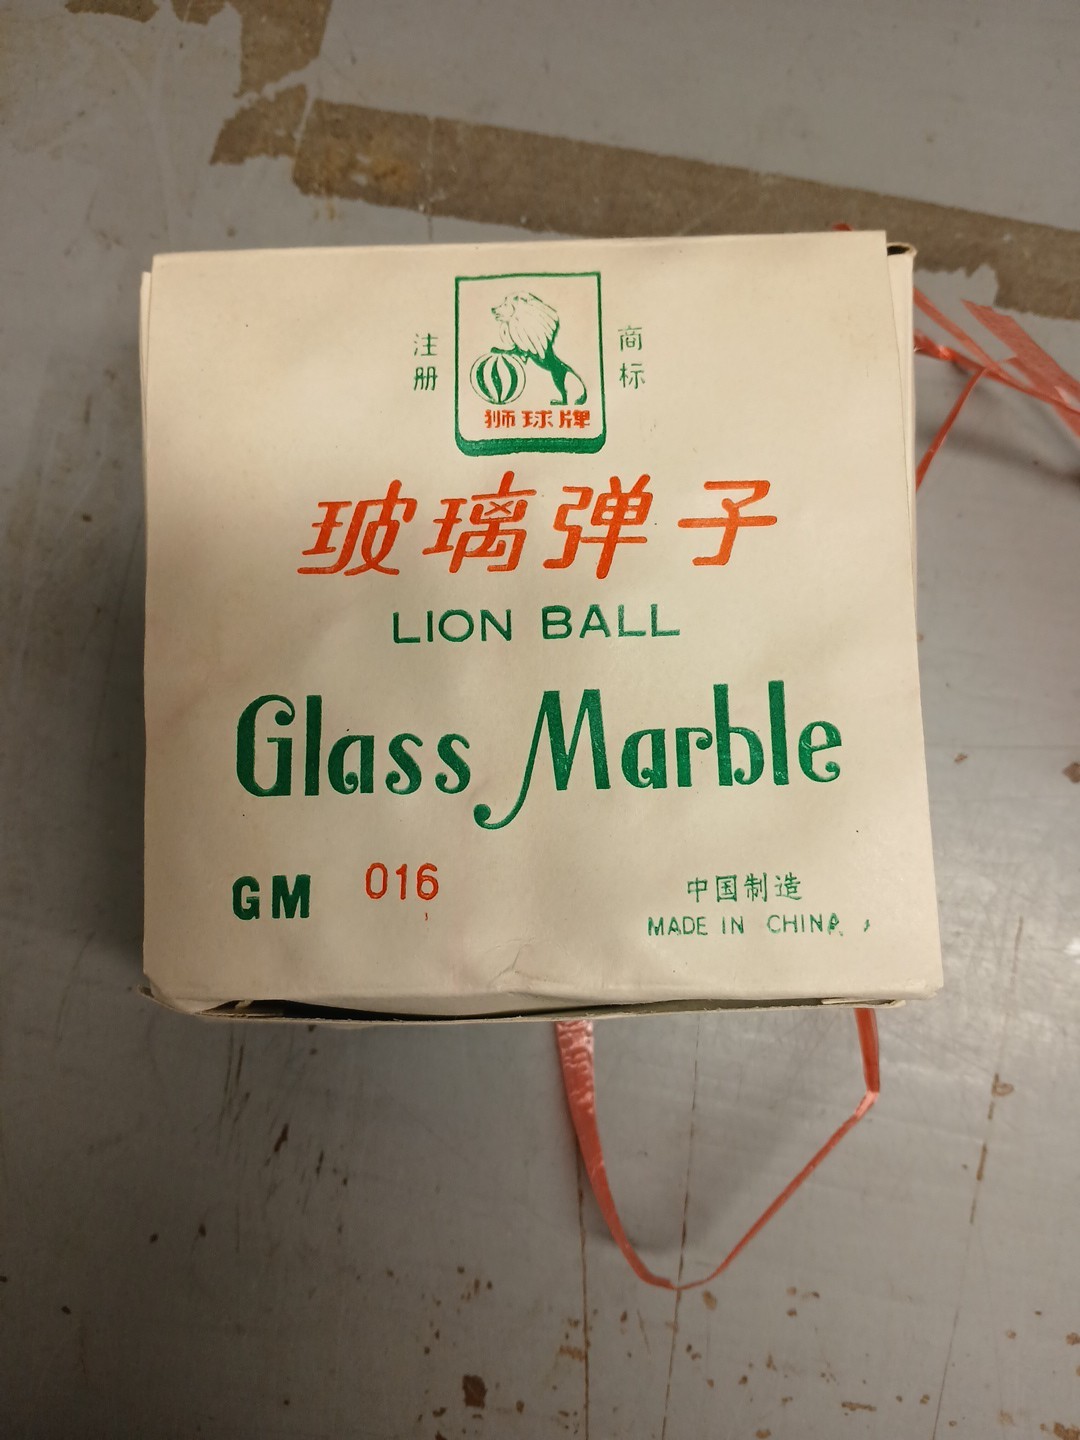 注册 商标
狮球牌
玻璃弹子
LION BALL
Glass Marble
GM 016
中国制造
MADE IN CHINA